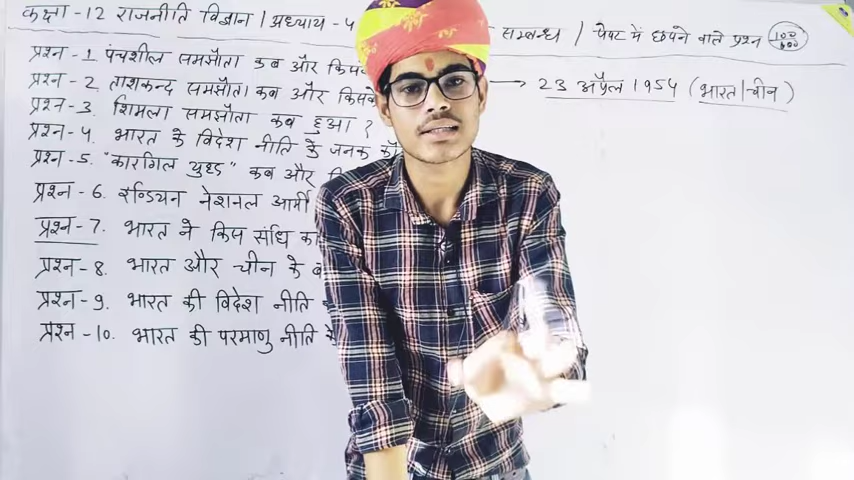 कक्षा - 12 राजनीति विज्ञान | अध्याय - 4 सम्बन्ध | पेपर में छपने वाले प्रश्न 100/100
प्रश्न - 1 पंचशील समझौता कब और → 23 अप्रैल 1954 (भारत|चीन)
प्रश्न - 2 ताशकन्द समझौता कब और
प्रश्न - 3. शिमला समझौता कब हुआ ?
प्रश्न - 4. भारत के विदेश नीति के जनक
प्रश्न - 5. "कारगिल युध्द" कब और
प्रश्न - 6. इन्डियन नेशनल आर्मी
प्रश्न - 7. भारत ने किस संधि
प्रश्न - 8. भारत और चीन के
प्रश्न - 9. भारत की विदेश नीति
प्रश्न - 10. भारत की परमाणु नीति